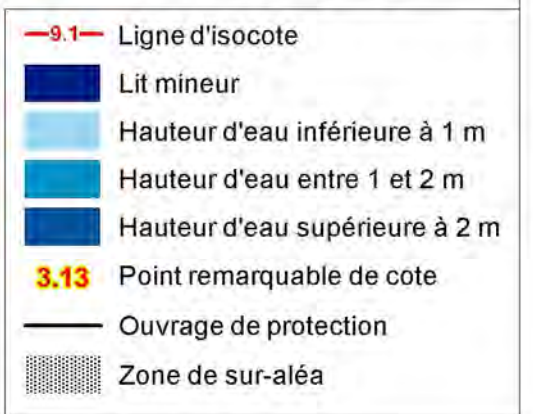 9.1 Ligne d'isocote
Lit mineur
Hauteur d'eau inférieure à 1 m
Hauteur d'eau entre 1 et 2 m
Hauteur d'eau supérieure à 2 m
3.13 Point remarquable de cote
Ouvrage de protection
Zone de sur-aléa